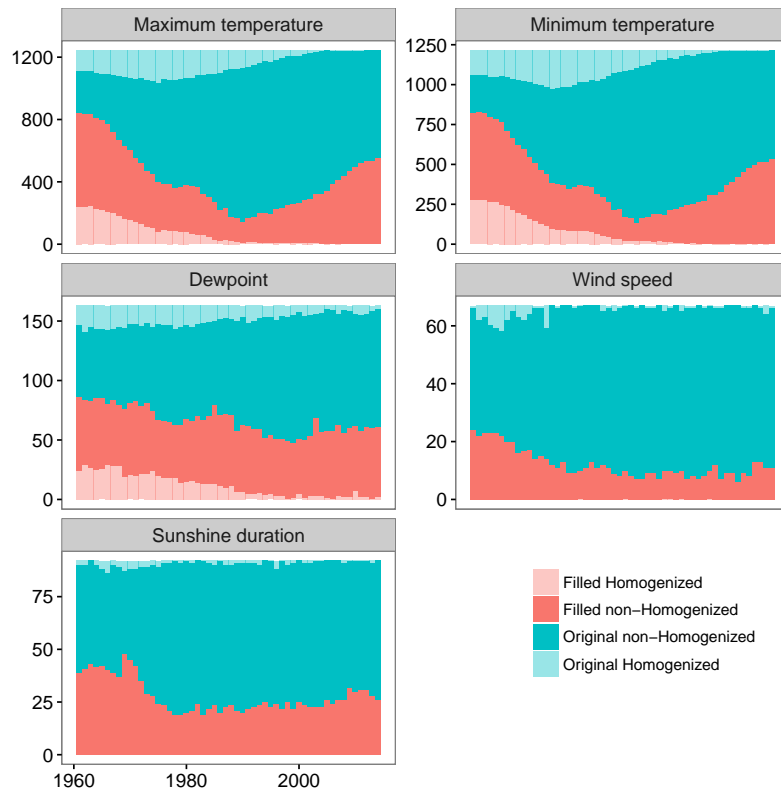 Maximum temperature
Minimum temperature
1200
800
400
0
1250
1000
750
500
250
0
Dewpoint
Wind speed
150
100
50
0
60
40
20
0
Sunshine duration
75
50
25
0
1960
1980
2000
Filled Homogenized
Filled non−Homogenized
Original non−Homogenized
Original Homogenized